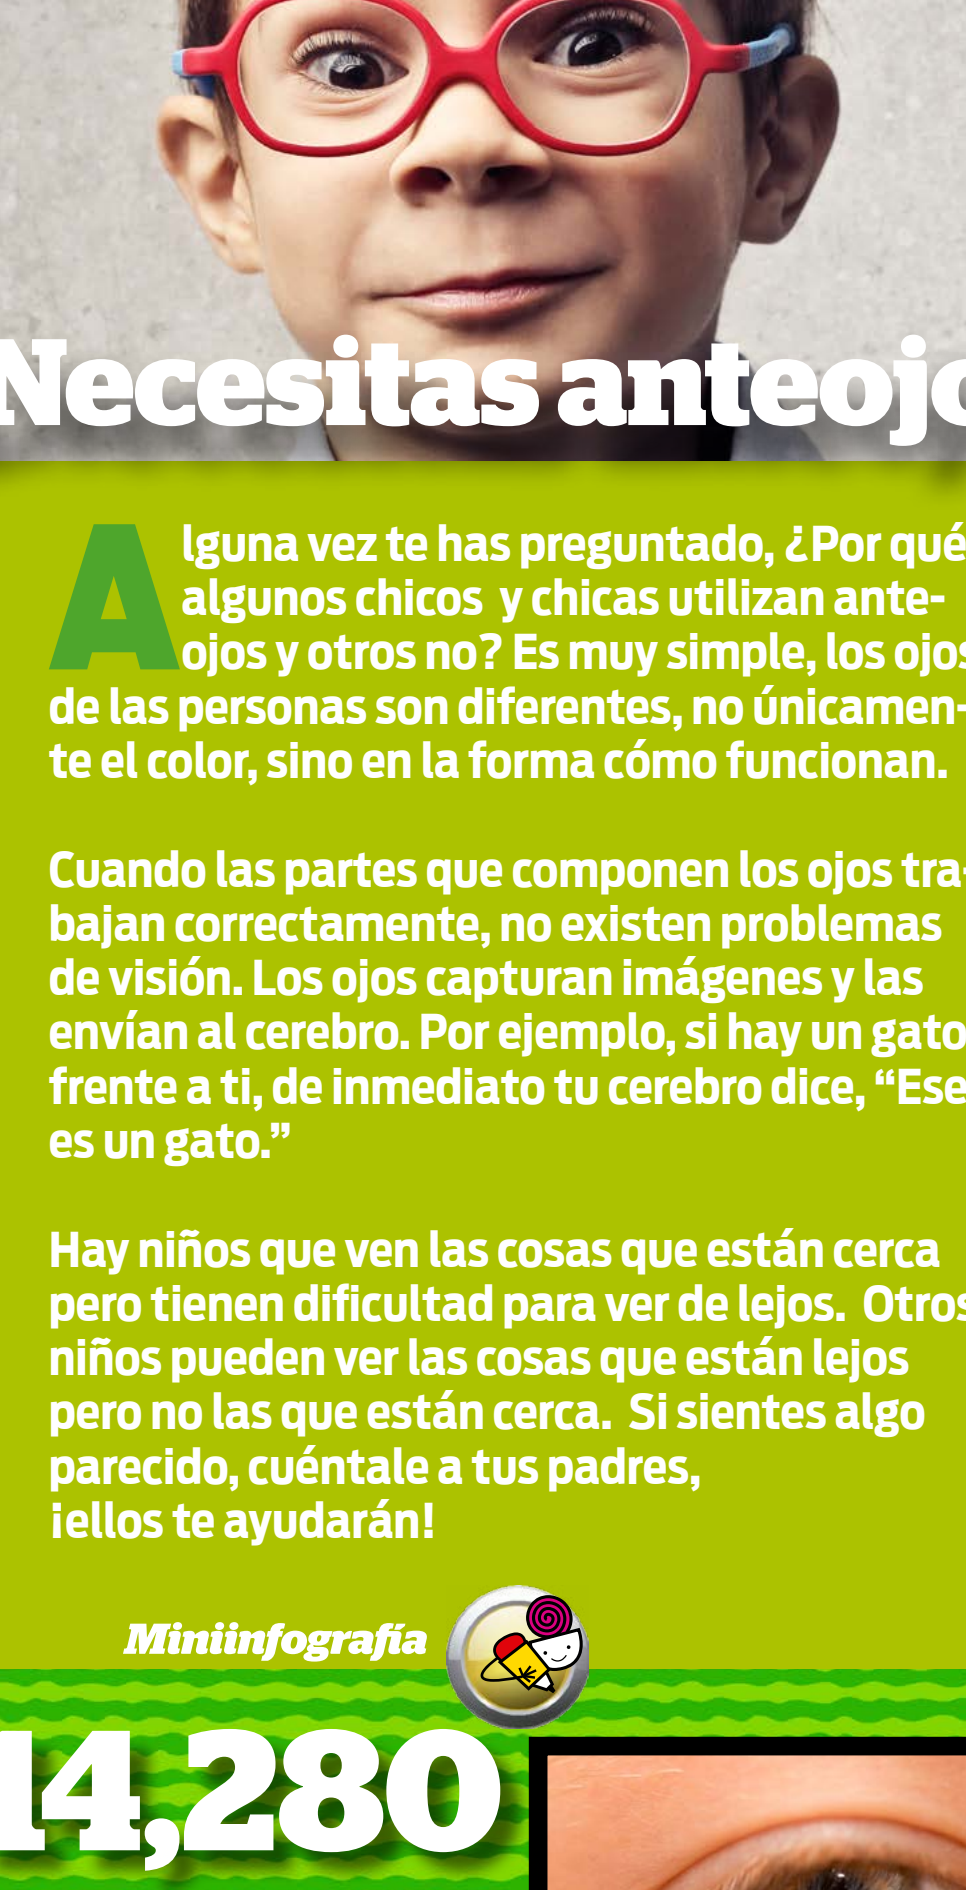 Necesitas anteojo
Alguna vez te has preguntado, ¿Por qué
algunos chicos y chicas utilizan ante-
ojos y otros no? Es muy simple, los ojos
de las personas son diferentes, no únicamen-
te el color, sino en la forma cómo funcionan.
Cuando las partes que componen los ojos tra-
bajan correctamente, no existen problemas
de visión. Los ojos capturan imágenes y las
envían al cerebro. Por ejemplo, si hay un gato
frente a ti, de inmediato tu cerebro dice, “Ese
es un gato.”
Hay niños que ven las cosas que están cerca
pero tienen dificultad para ver de lejos. Otros
niños pueden ver las cosas que están lejos
pero no las que están cerca. Si sientes algo
parecido, cuéntale a tus padres,
¡ellos te ayudarán!
Miniinfografía
14,280